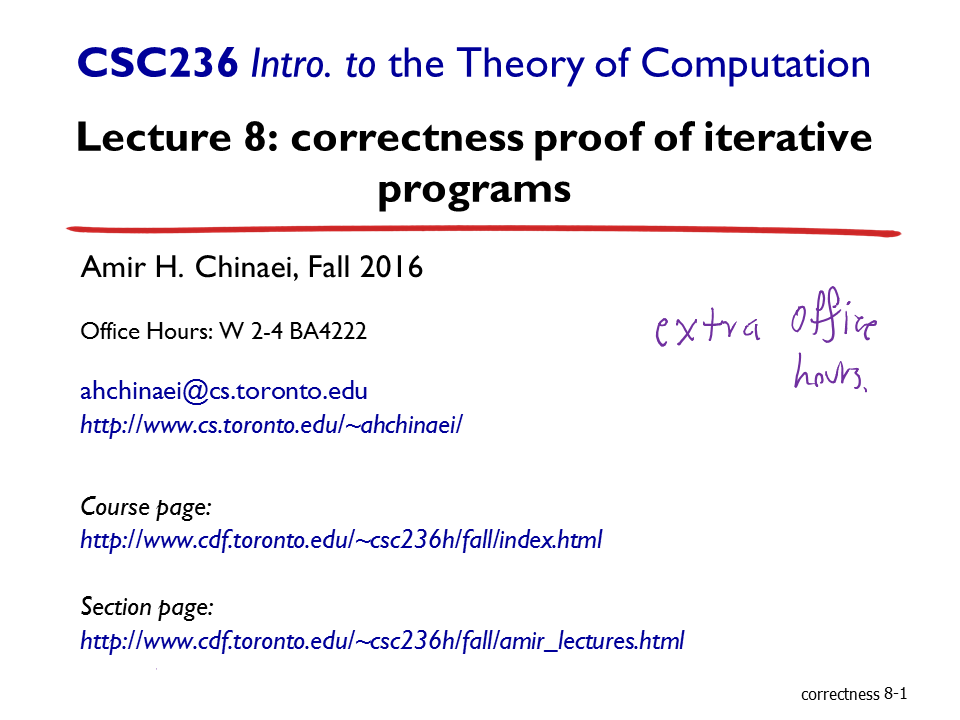 CSC236 Intro. to the Theory of Computation
Lecture 8: correctness proof of iterative
programs
Amir H. Chinaei, Fall 2016
Office Hours: W 2-4 BA4222
extra office
hours.
ahchinaei@cs.toronto.edu
http://www.cs.toronto.edu/~ahchinaei/
Course page:
http://www.cdf.toronto.edu/~csc236h/fall/index.html
Section page:
http://www.cdf.toronto.edu/~csc236h/fall/amir_lectures.html
correctness 8-1